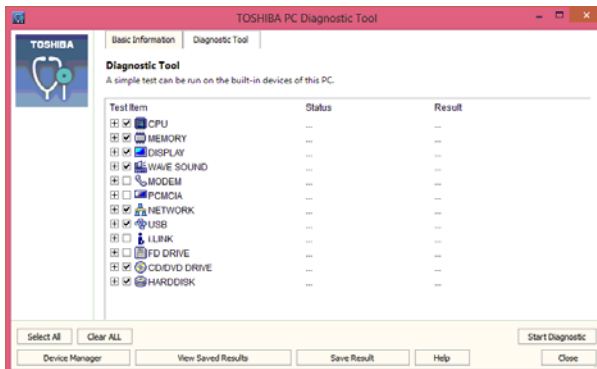 TOSHIBA PC Diagnostic Tool
TOSHIBA
Basic Information Diagnostic Tool
Diagnostic Tool
A simple test can be run on the built-in devices of this PC.
Test Item Status Result
CPU ... ...
MEMORY ... ...
DISPLAY ... ...
WAVE SOUND ... ...
MODEM ... ...
PCMCIA ... ...
NETWORK ... ...
USB ... ...
i.LINK ... ...
FD DRIVE ... ...
CD/DVD DRIVE ... ...
HARDDISK ... ...
Select All Clear ALL Start Diagnostic
Device Manager View Saved Results Save Result Help Close